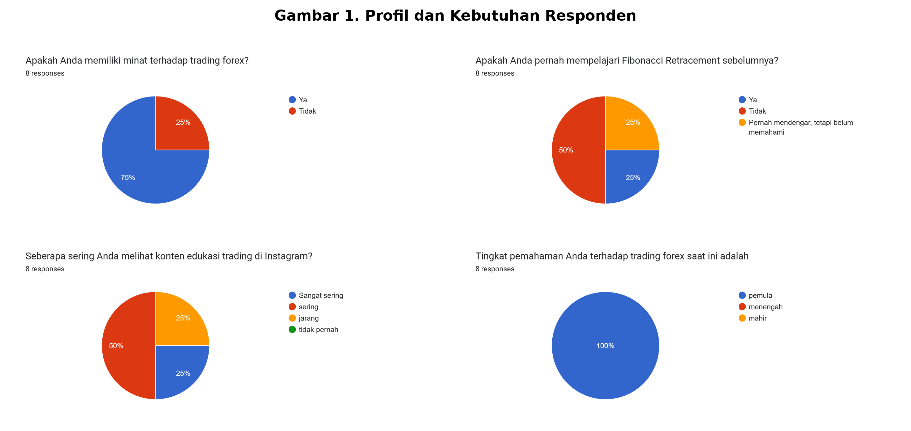 Gambar 1. Profil dan Kebutuhan Responden
Apakah Anda memiliki minat terhadap trading forex?
8 responses
Ya
Tidak
25%
75%
Apakah Anda pernah mempelajari Fibonacci Retracement sebelumnya?
8 responses
Ya
Tidak
Pernah mendengar, tetapi belum
memahami
25%
50%
25%
Seberapa sering Anda melihat konten edukasi trading di Instagram?
8 responses
Sangat sering
sering
jarang
tidak pernah
25%
50%
25%
Tingkat pemahaman Anda terhadap trading forex saat ini adalah
8 responses
pemula
menengah
mahir
100%